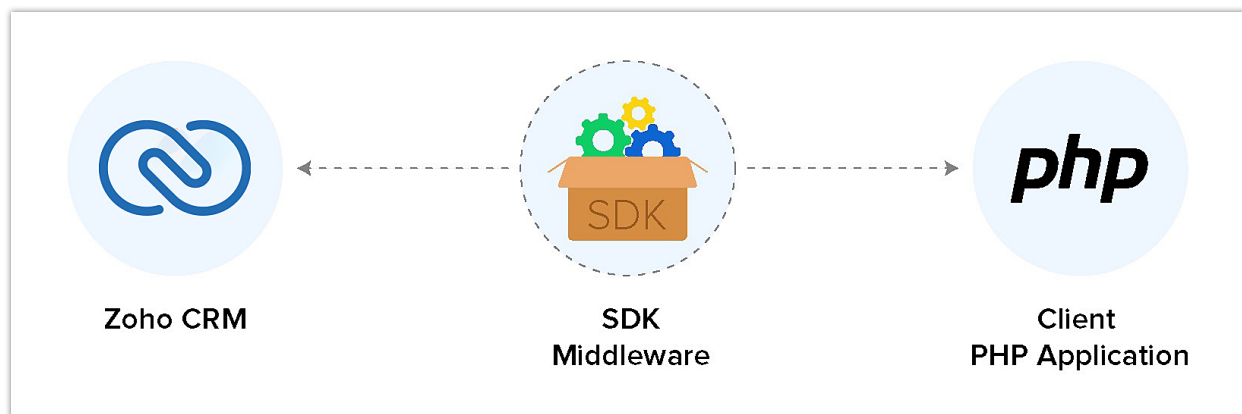 SDK
php
Zoho CRM
SDK
Middleware
Client
PHP Application